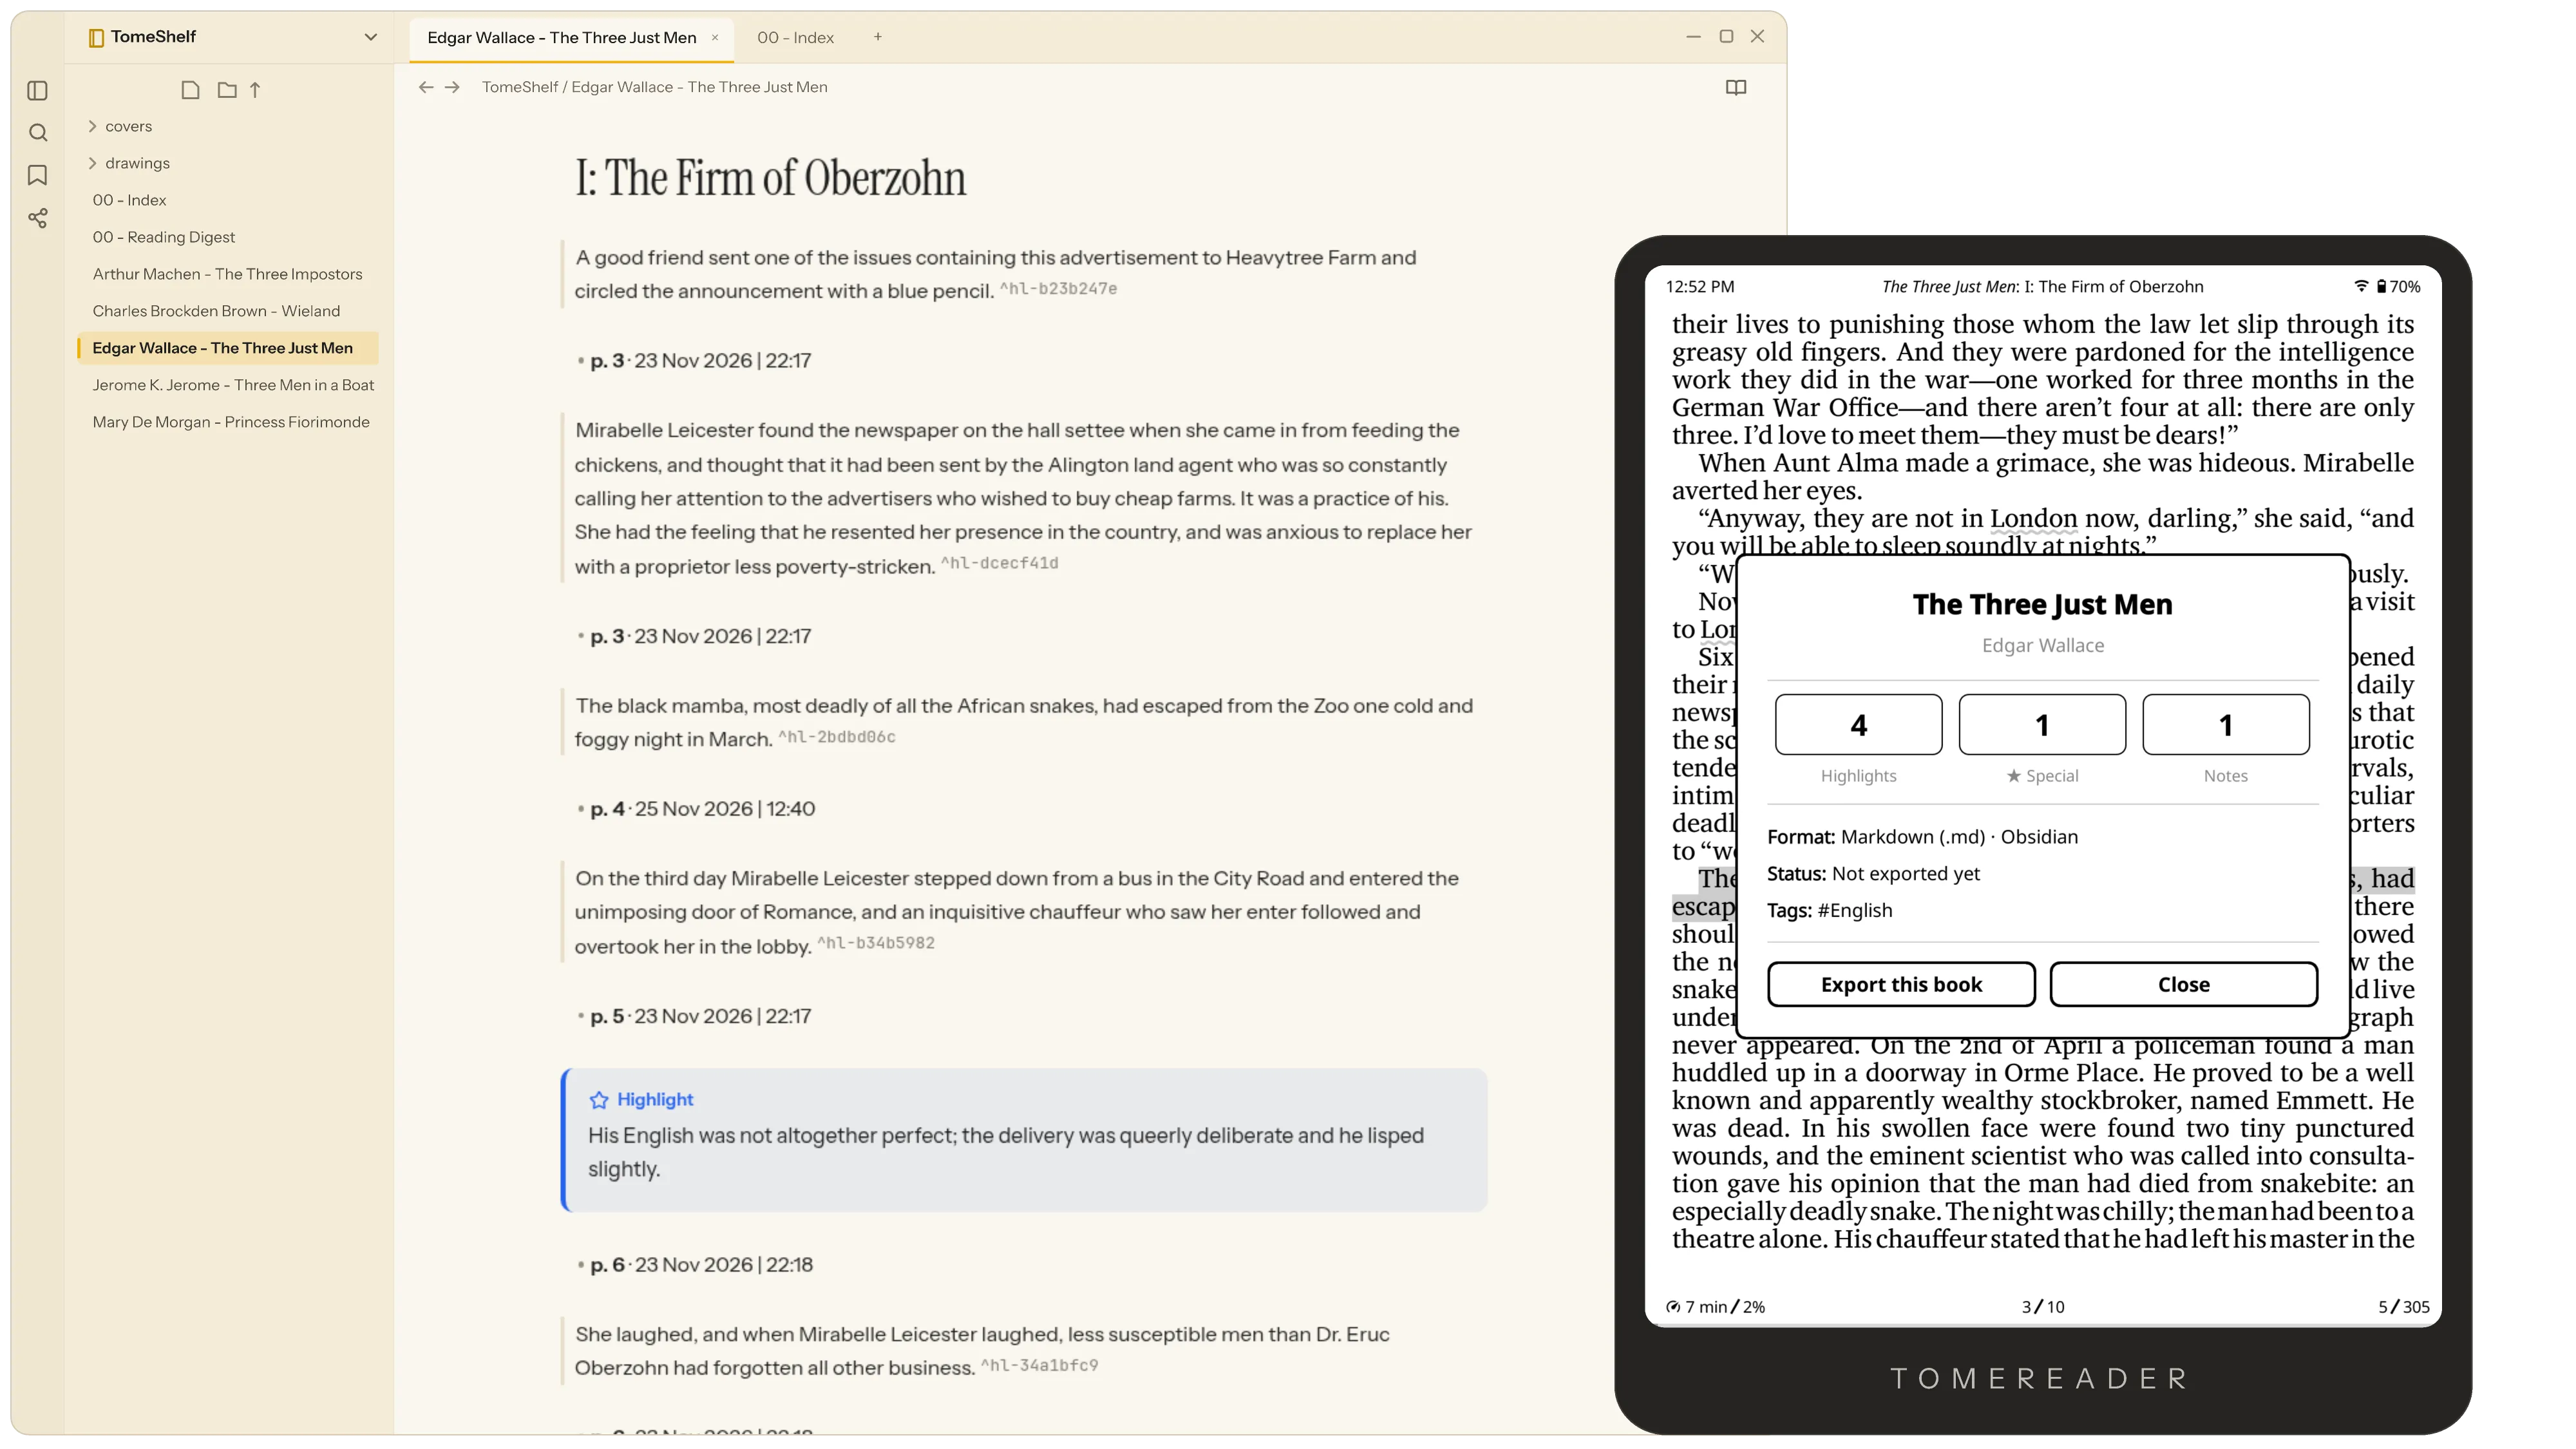 TomeShelf
covers
drawings
00 - Index
00 - Reading Digest
Arthur Machen - The Three Impostors
Charles Brockden Brown - Wieland
Edgar Wallace - The Three Just Men
Jerome K. Jerome - Three Men in a Boat
Mary De Morgan - Princess Fiorimonde
Edgar Wallace - The Three Just Men ×
00 - Index
+
TomeShelf / Edgar Wallace - The Three Just Men
I: The Firm of Oberzohn
A good friend sent one of the issues containing this advertisement to Heavytree Farm and
circled the announcement with a blue pencil. ^hl-b23b247e
• p. 3 · 23 Nov 2026 | 22:17
Mirabelle Leicester found the newspaper on the hall settee when she came in from feeding the
chickens, and thought that it had been sent by the Alington land agent who was so constantly
calling her attention to the advertisers who wished to buy cheap farms. It was a practice of his.
She had the feeling that he resented her presence in the country, and was anxious to replace her
with a proprietor less poverty-stricken. ^hl-dcecf41d
• p. 3 · 23 Nov 2026 | 22:17
The black mamba, most deadly of all the African snakes, had escaped from the Zoo one cold and
foggy night in March. ^hl-2bdbd06c
• p. 4 · 25 Nov 2026 | 12:40
On the third day Mirabelle Leicester stepped down from a bus in the City Road and entered the
unimposing door of Romance, and an inquisitive chauffeur who saw her enter followed and
overtook her in the lobby. ^hl-b34b5982
• p. 5 · 23 Nov 2026 | 22:17
Highlight
His English was not altogether perfect; the delivery was queerly deliberate and he lisped
slightly.
• p. 6 · 23 Nov 2026 | 22:18
She laughed, and when Mirabelle Leicester laughed, less susceptible men than Dr. Eruc
Oberzohn had forgotten all other business. ^hl-34a1bfc9
12:52 PM
The Three Just Men: I: The Firm of Oberzohn
70%
their lives to punishing those whom the law let slip through its
greasy old fingers. And they were pardoned for the intelligence
work they did in the war—one worked for three months in the
German War Office—and there aren’t four at all: there are only
three. I’d love to meet them—they must be dears!”
When Aunt Alma made a grimace, she was hideous. Mirabelle
averted her eyes.
“Anyway, they are not in London now, darling,” she said, “and
you will be able to sleep soundly at nights.”
a visit
to
Six
their
daily
s that
the
there
the
w the
never appeared. On the 2nd of April a policeman found a man
huddled up in a doorway in Orme Place. He proved to be a well
known and apparently wealthy stockbroker, named Emmett. He
was dead. In his swollen face were found two tiny punctured
wounds, and the eminent scientist who was called into consulta-
tion gave his opinion that the man had died from snakebite: an
especially deadly snake. The night was chilly; the man had been to a
theatre alone. His chauffeur stated that he had left his master in the
The Three Just Men
Edgar Wallace
4
1
1
Highlights
★ Special
Notes
Format: Markdown (.md) · Obsidian
Status: Not exported yet
Tags: #English
Export this book
Close
7 min / 2%
3 / 10
5 / 305
TOMEREADER